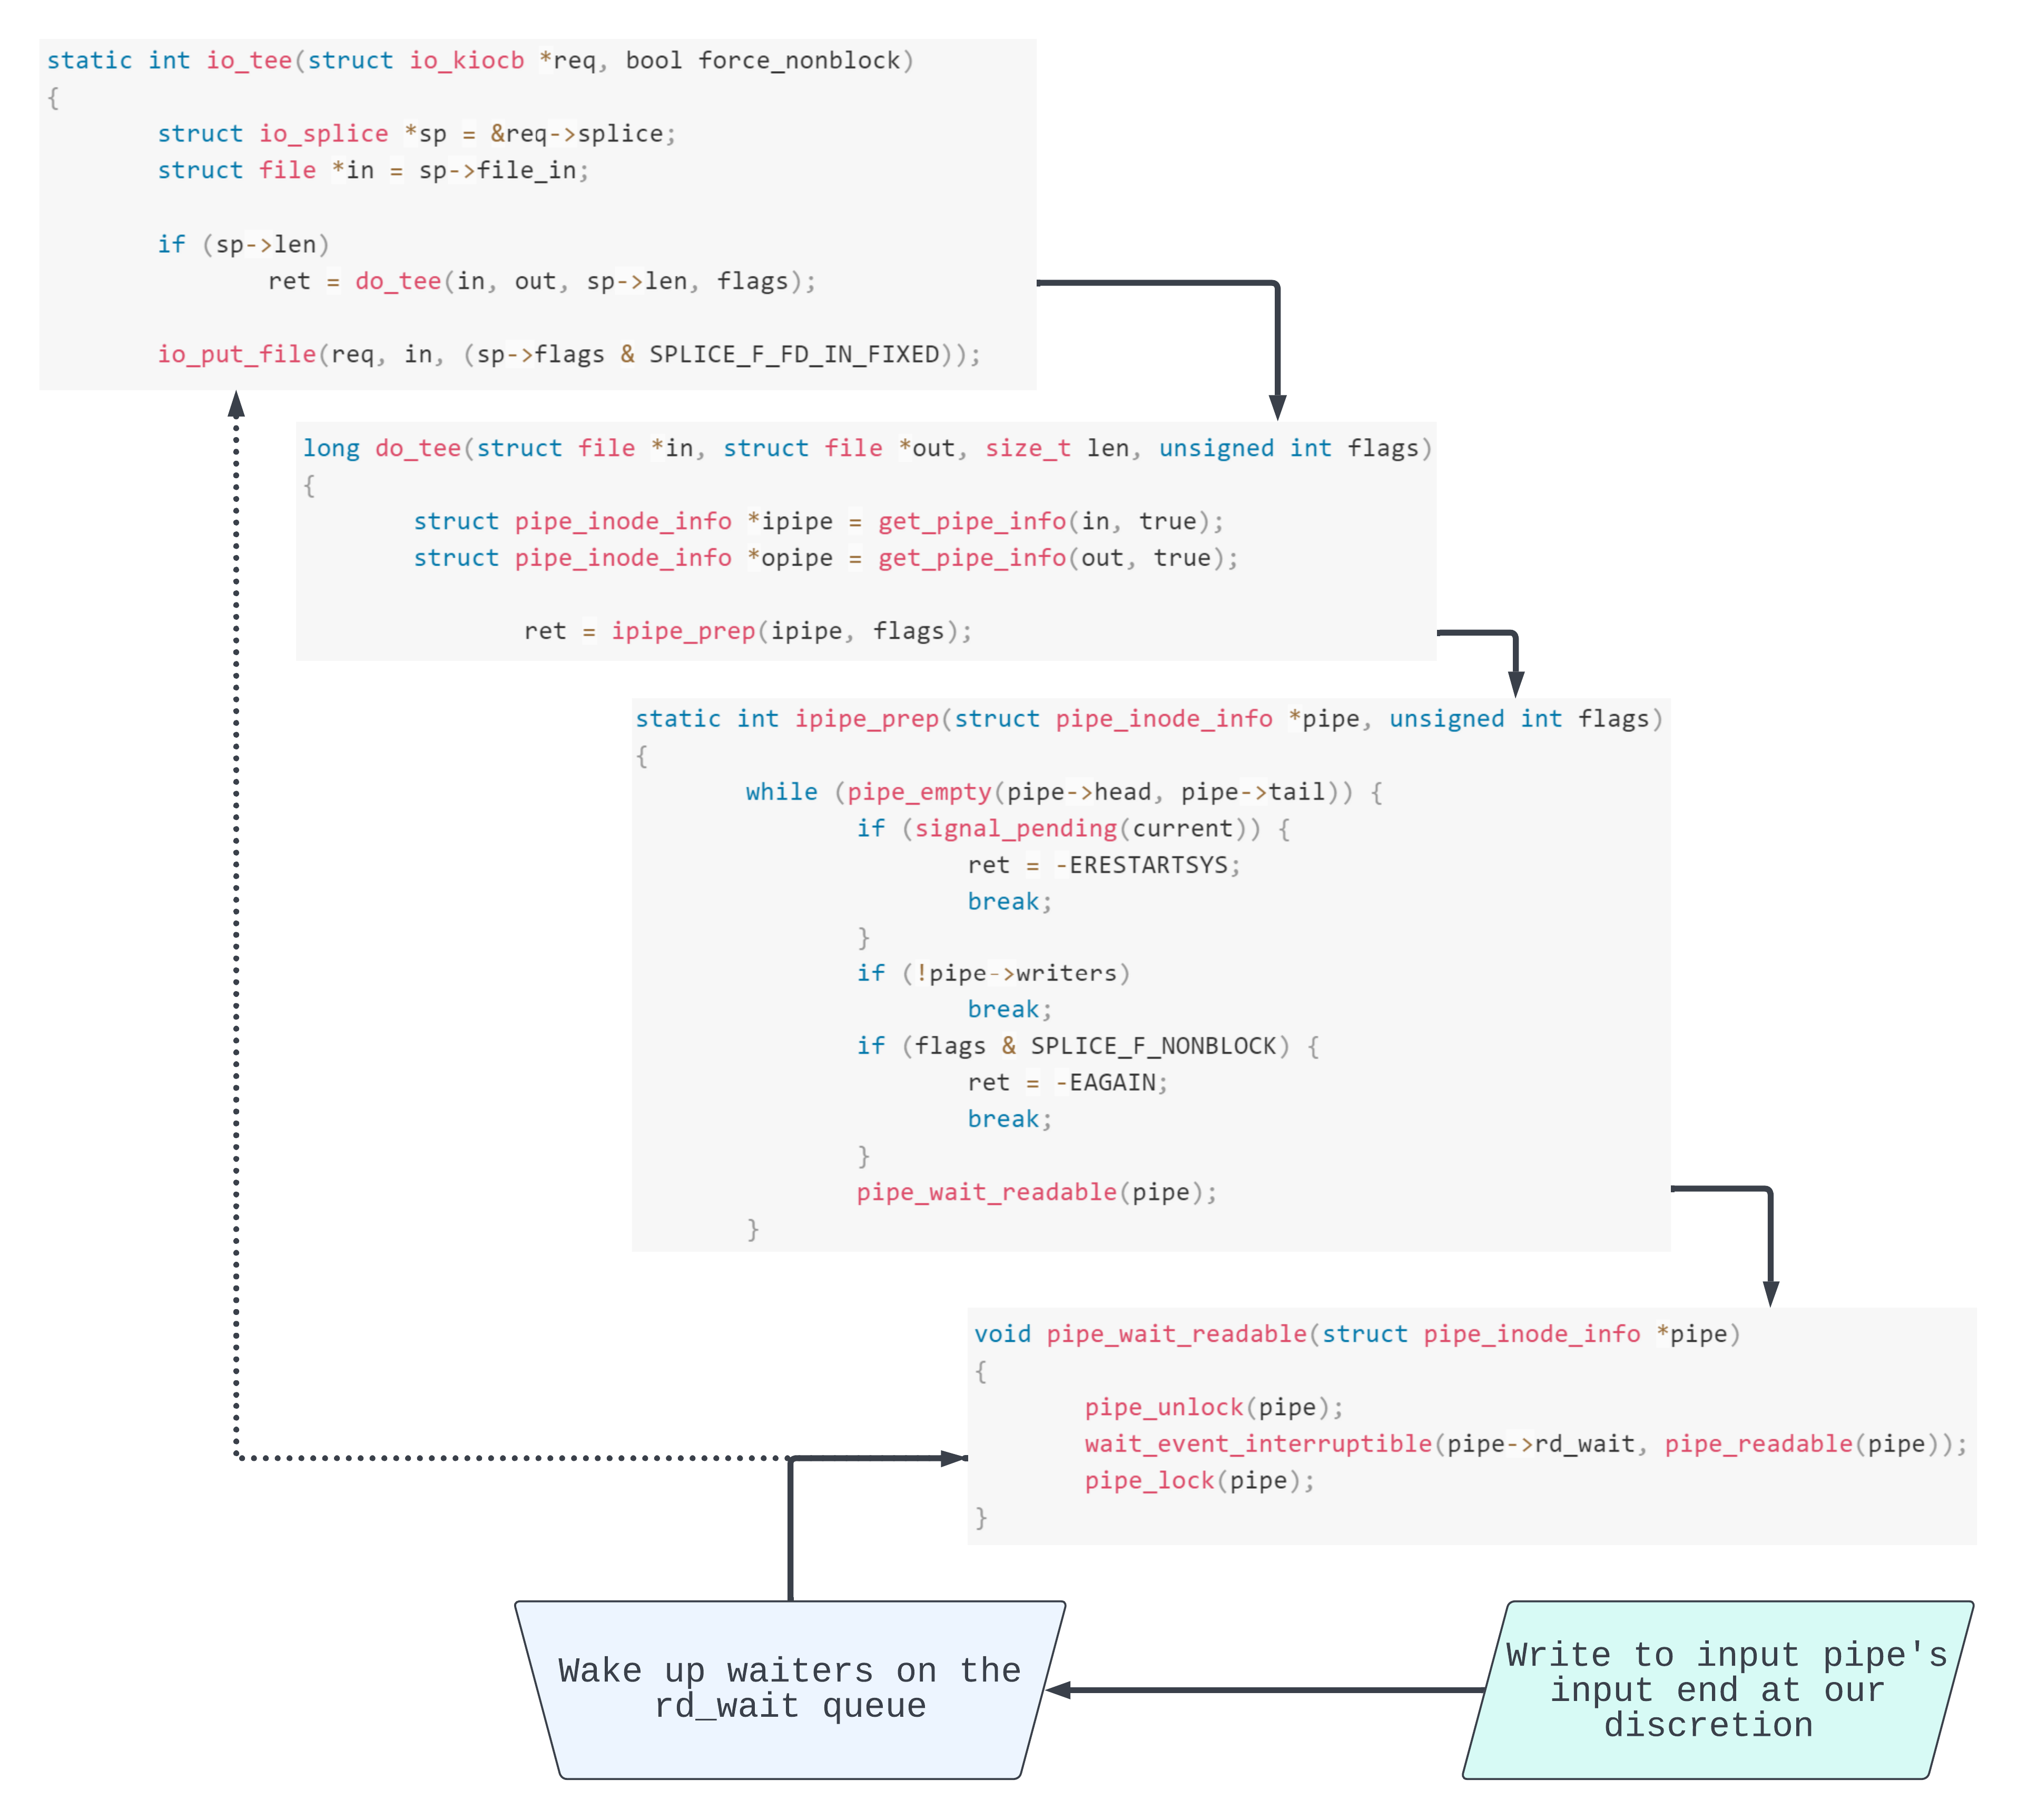 static int io_tee(struct io_kiocb *req, bool force_nonblock)
{
struct io_splice *sp = &req->splice;
struct file *in = sp->file_in;
if (sp->len)
ret = do_tee(in, out, sp->len, flags);
io_put_file(req, in, (sp->flags & SPLICE_F_FD_IN_FIXED));
long do_tee(struct file *in, struct file *out, size_t len, unsigned int flags)
{
struct pipe_inode_info *ipipe = get_pipe_info(in, true);
struct pipe_inode_info *opipe = get_pipe_info(out, true);
ret = ipipe_prep(ipipe, flags);
static int ipipe_prep(struct pipe_inode_info *pipe, unsigned int flags)
{
while (pipe_empty(pipe->head, pipe->tail)) {
if (signal_pending(current)) {
ret = -ERESTARTSYS;
break;
}
if (!pipe->writers)
break;
if (flags & SPLICE_F_NONBLOCK) {
ret = -EAGAIN;
break;
}
pipe_wait_readable(pipe);
}
void pipe_wait_readable(struct pipe_inode_info *pipe)
{
pipe_unlock(pipe);
wait_event_interruptible(pipe->rd_wait, pipe_readable(pipe));
pipe_lock(pipe);
}
Wake up waiters on the
rd_wait queue
Write to input pipe's
input end at our
discretion